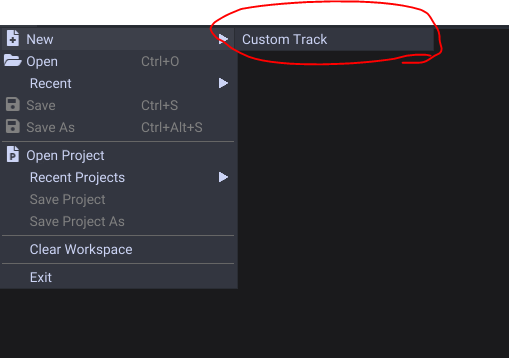 New
Custom Track
Open Ctrl+O
Recent
Save Ctrl+S
Save As Ctrl+Alt+S
Open Project
Recent Projects
Save Project
Save Project As
Clear Workspace
Exit